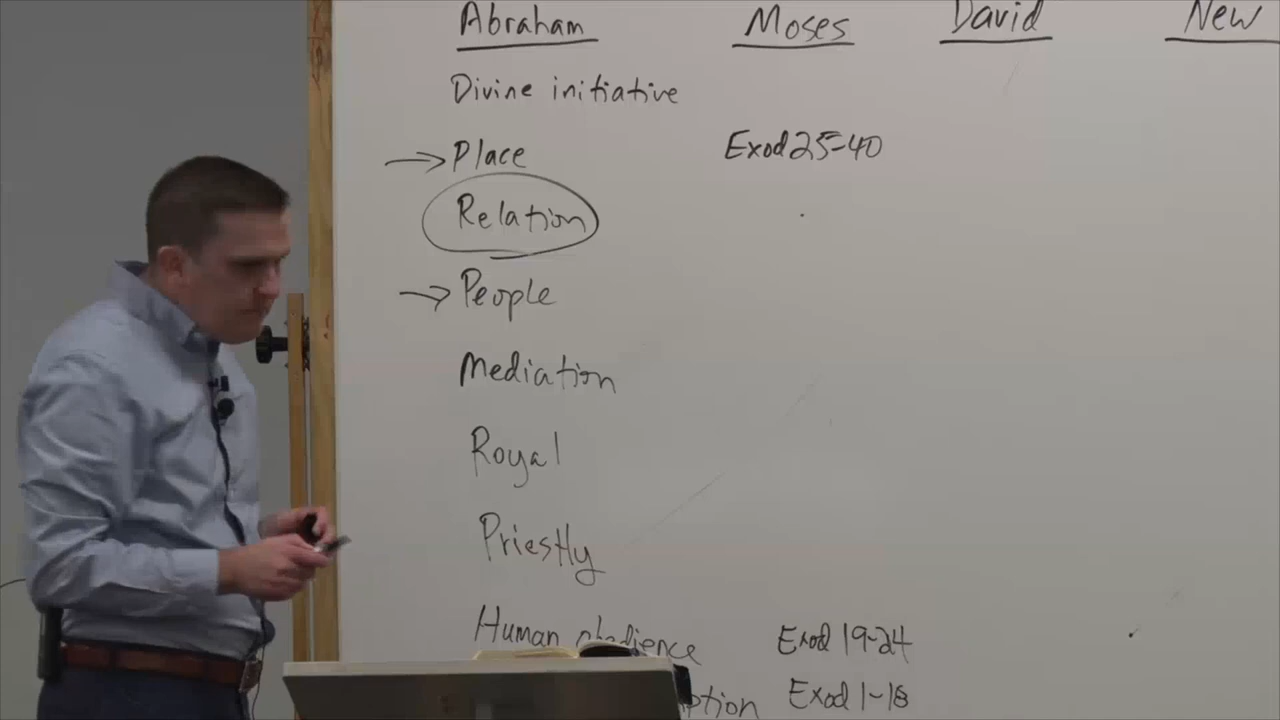 Abraham Moses David New
Divine initiative
→ Place Exod 25-40
Relation
→ People
Mediation
Royal
Priestly
Human obedience Exod 19-24
Exod 1-18